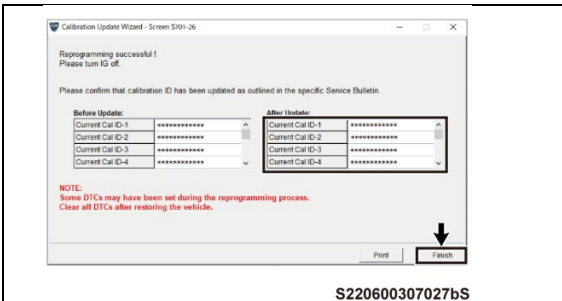 Calibration Update Wizard - Screen S701-26
Reprogramming successful !
Please turn IG off.
Please confirm that calibration ID has been updated as outlined in the specific Service Bulletin.
Before Update:
Current Cal ID-1 ************
Current Cal ID-2 ************
Current Cal ID-3 ************
Current Cal ID-4 ************
After Update:
Current Cal ID-1 ************
Current Cal ID-2 ************
Current Cal ID-3 ************
Current Cal ID-4 ************
NOTE:
Some DTCs may have been set during the reprogramming process.
Clear all DTCs after restoring the vehicle.
Print Finish
S220600307027bS